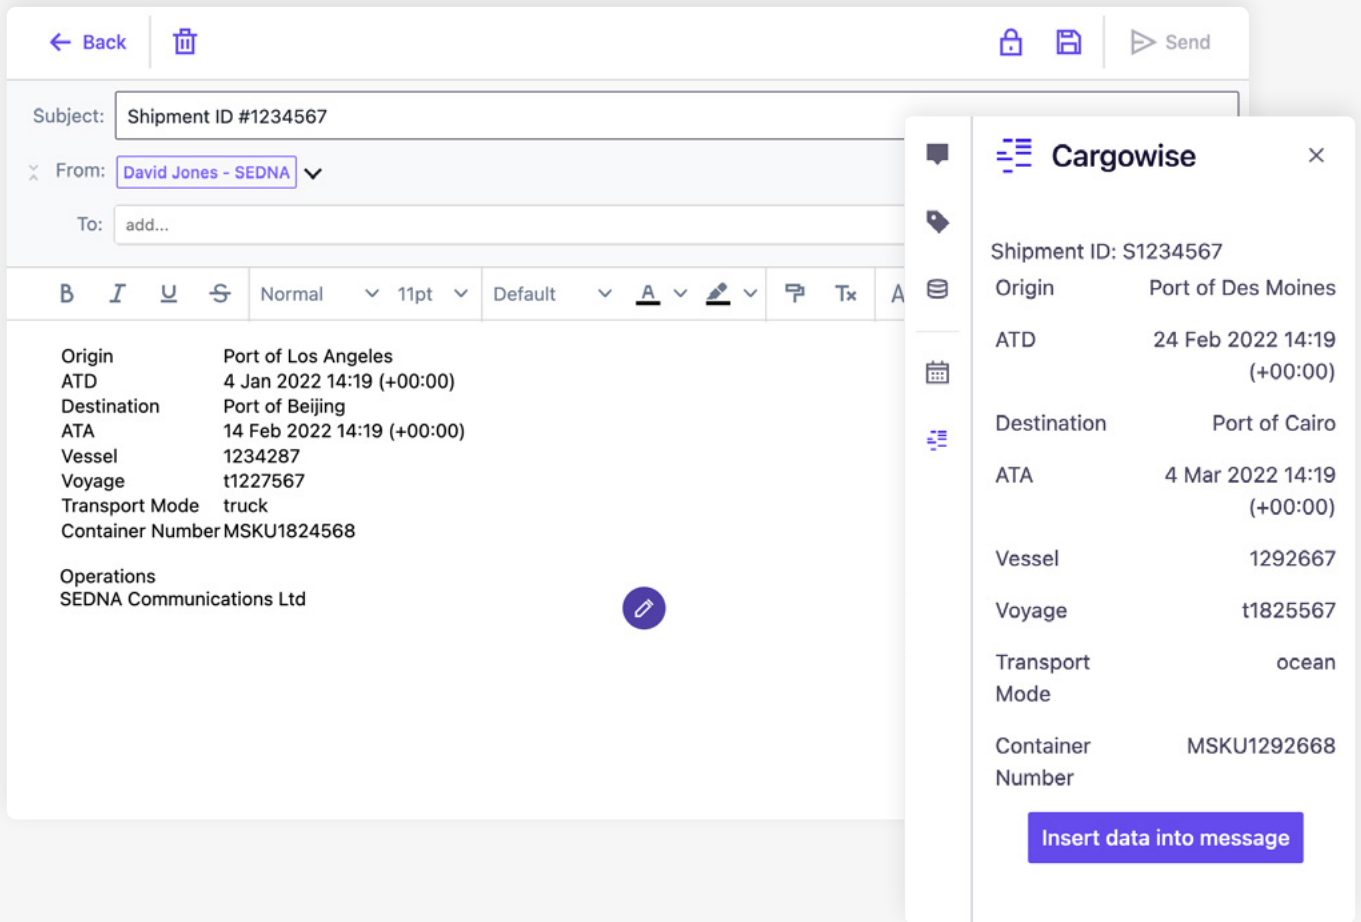 Back
Send
Subject: Shipment ID #1234567
From: David Jones - SEDNA
To: add...
B I U S Normal 11pt Default A Tx A
Origin Port of Los Angeles
ATD 4 Jan 2022 14:19 (+00:00)
Destination Port of Beijing
ATA 14 Feb 2022 14:19 (+00:00)
Vessel 1234287
Voyage t1227567
Transport Mode truck
Container Number MSKU1824568
Operations
SEDNA Communications Ltd
Cargowise
Shipment ID: S1234567
Origin Port of Des Moines
ATD 24 Feb 2022 14:19
(+00:00)
Destination Port of Cairo
ATA 4 Mar 2022 14:19
(+00:00)
Vessel 1292667
Voyage t1825567
Transport ocean
Mode
Container MSKU1292668
Number
Insert data into message